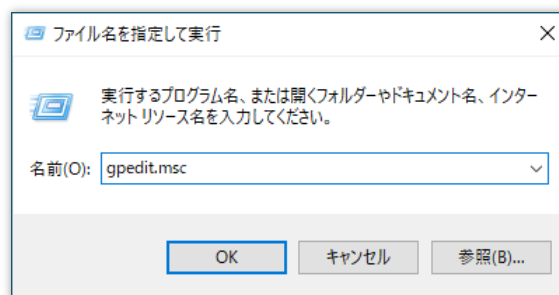 ファイル名を指定して実行
実行するプログラム名、または開くフォルダーやドキュメント名、インター
ネット リソース名を入力してください。
名前(O): gpedit.msc
OK キャンセル 参照(B)...